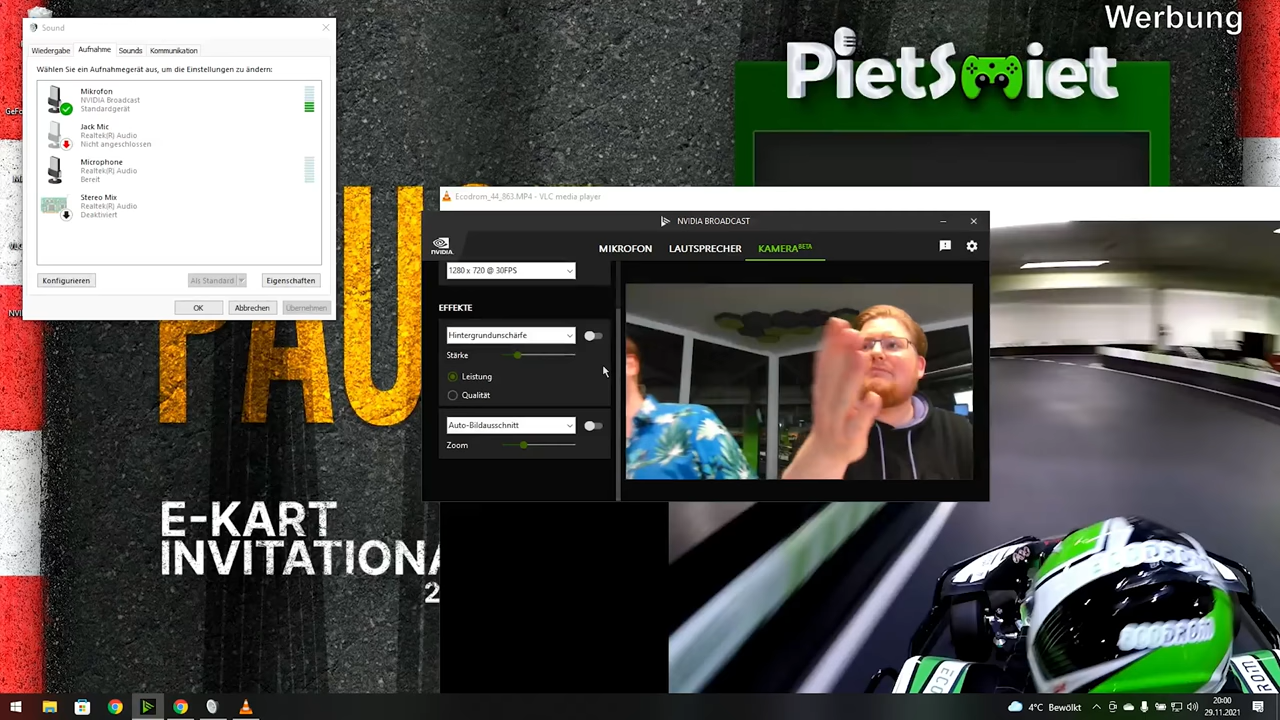 Werbung
PietSmiet
Sound
Wiedergabe
Aufnahme
Sounds
Kommunikation
Wählen Sie ein Aufnahmegerät aus, um die Einstellungen zu ändern:
Mikrofon
NVIDIA Broadcast
Standardgerät
Jack Mic
Realtek(R) Audio
Nicht angeschlossen
Microphone
Realtek(R) Audio
Bereit
Stereo Mix
Realtek(R) Audio
Deaktiviert
Konfigurieren
Als Standard
Eigenschaften
OK
Abbrechen
Übernehmen
Ecodrom_44_863.MP4 - VLC media player
NVIDIA BROADCAST
NVIDIA.
MIKROFON
LAUTSPRECHER
KAMERA BETA
1280 x 720 @ 30FPS
EFFEKTE
Hintergrundunschärfe
Stärke
Leistung
Qualität
Auto-Bildausschnitt
Zoom
PAU
E-KART
INVITATIONA
2
ECODROM
4°C Bewölkt
20:00
29.11.2021